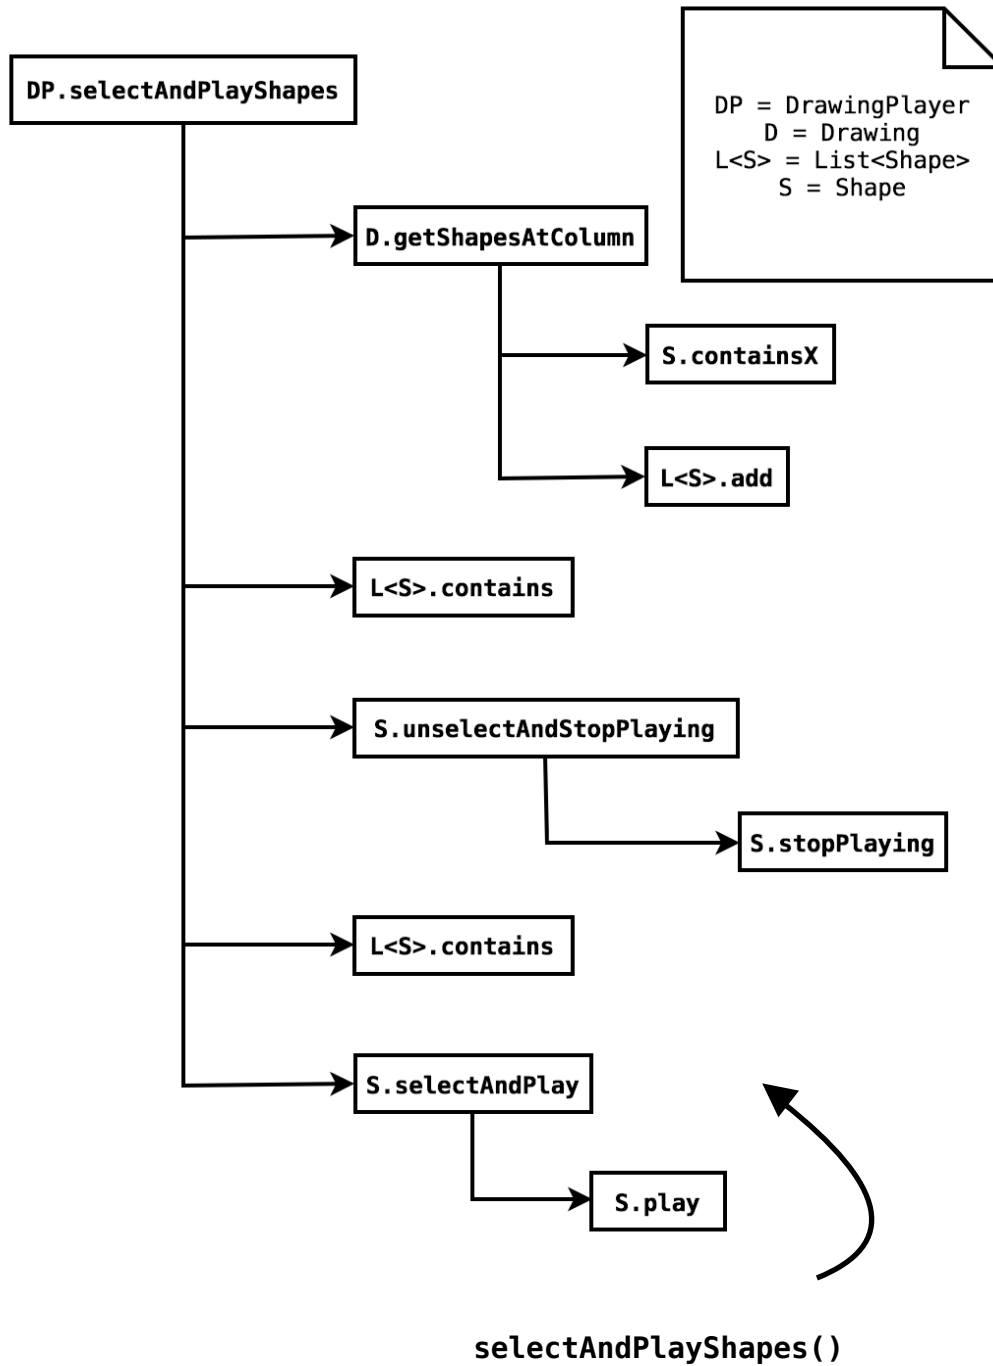 DP.selectAndPlayShapes
DP = DrawingPlayer
D = Drawing
L<S> = List<Shape>
S = Shape
D.getShapesAtColumn
S.containsX
L<S>.add
L<S>.contains
S.unselectAndStopPlaying
S.stopPlaying
L<S>.contains
S.selectAndPlay
S.play
selectAndPlayShapes()